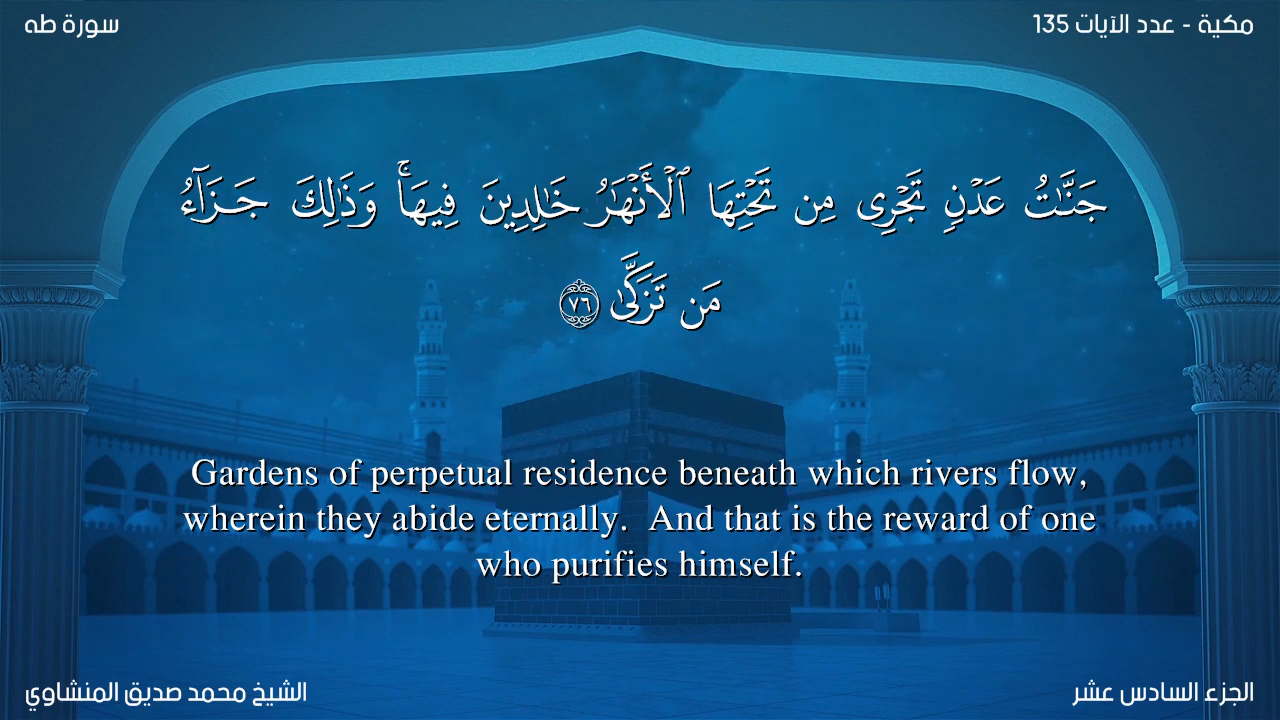 مكية - عدد الآيات 135
سورة طه
جَنَّـٰتُ عَدْنٍ تَجْرِى مِن تَحْتِهَا ٱلْأَنْهَـٰرُ خَـٰلِدِينَ فِيهَا ۚ وَذَٰلِكَ جَزَآءُ
مَن تَزَكَّىٰ ٧٦
Gardens of perpetual residence beneath which rivers flow,
wherein they abide eternally. And that is the reward of one
who purifies himself.
الجزء السادس عشر
الشيخ محمد صديق المنشاوي